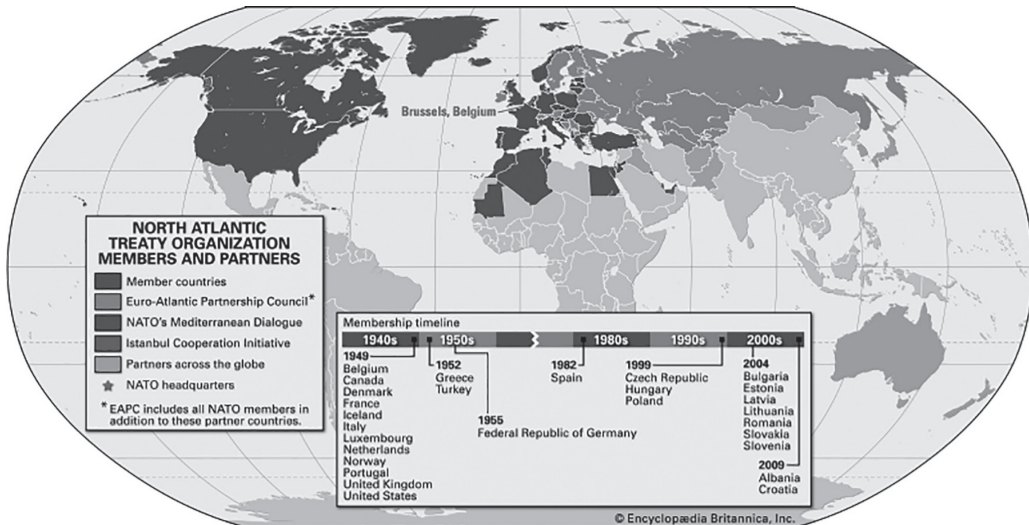 Brussels, Belgium
NORTH ATLANTIC
TREATY ORGANIZATION
MEMBERS AND PARTNERS
Member countries
Euro-Atlantic Partnership Council*
NATO's Mediterranean Dialogue
Istanbul Cooperation Initiative
Partners across the globe
NATO headquarters
* EAPC includes all NATO members in
addition to these partner countries.
Membership timeline
1940s 1950s 1980s 1990s 2000s
1949
Belgium
Canada
Denmark
France
Iceland
Italy
Luxembourg
Netherlands
Norway
Portugal
United Kingdom
United States
1952
Greece
Turkey
1955
Federal Republic of Germany
1982
Spain
1999
Czech Republic
Hungary
Poland
2004
Bulgaria
Estonia
Latvia
Lithuania
Romania
Slovakia
Slovenia
2009
Albania
Croatia
© Encyclopædia Britannica, Inc.